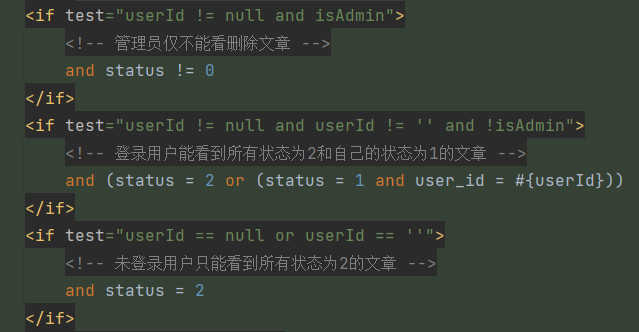 <if test="userId != null and isAdmin">
<!-- 管理员仅不能看删除文章 -->
and status != 0
</if>
<if test="userId != null and userId != '' and !isAdmin">
<!-- 登录用户能看到所有状态为2和自己的状态为1的文章 -->
and (status = 2 or (status = 1 and user_id = #{userId}))
</if>
<if test="userId == null or userId == ''">
<!-- 未登录用户只能看到所有状态为2的文章 -->
and status = 2
</if>